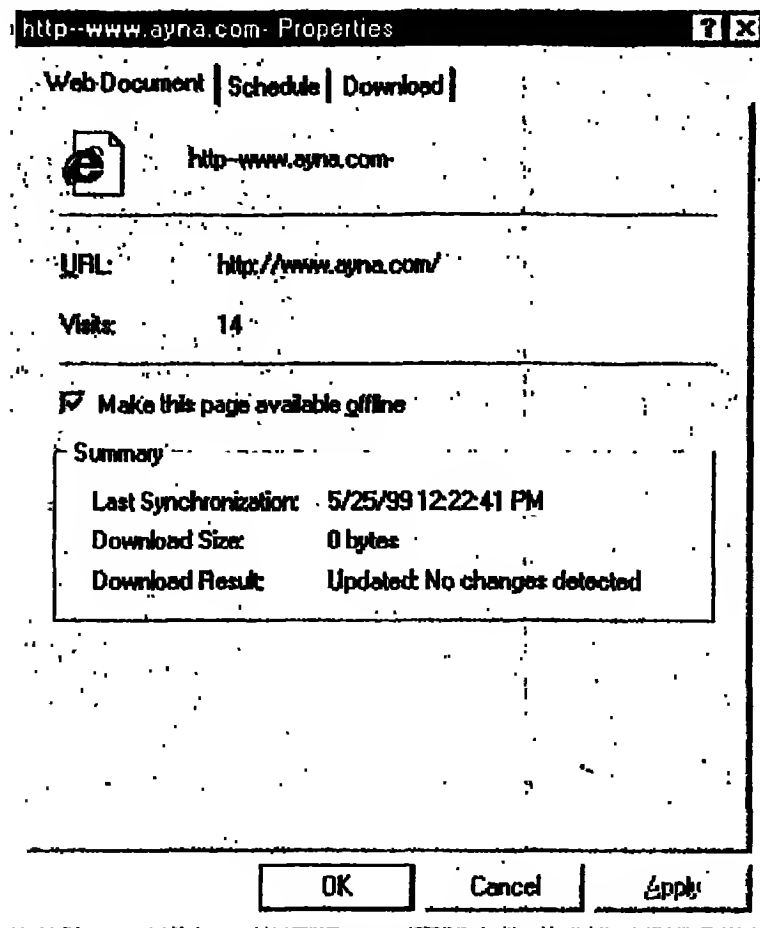 http--www.ayna.com- Properties
Web Document Schedule Download
http--www.ayna.com-
URL: http://www.ayna.com/
Visits: 14
Make this page available offline
Summary
Last Synchronization: 5/25/99 12:22:41 PM
Download Size: 0 bytes
Download Result: Updated: No changes detected
OK Cancel Apply